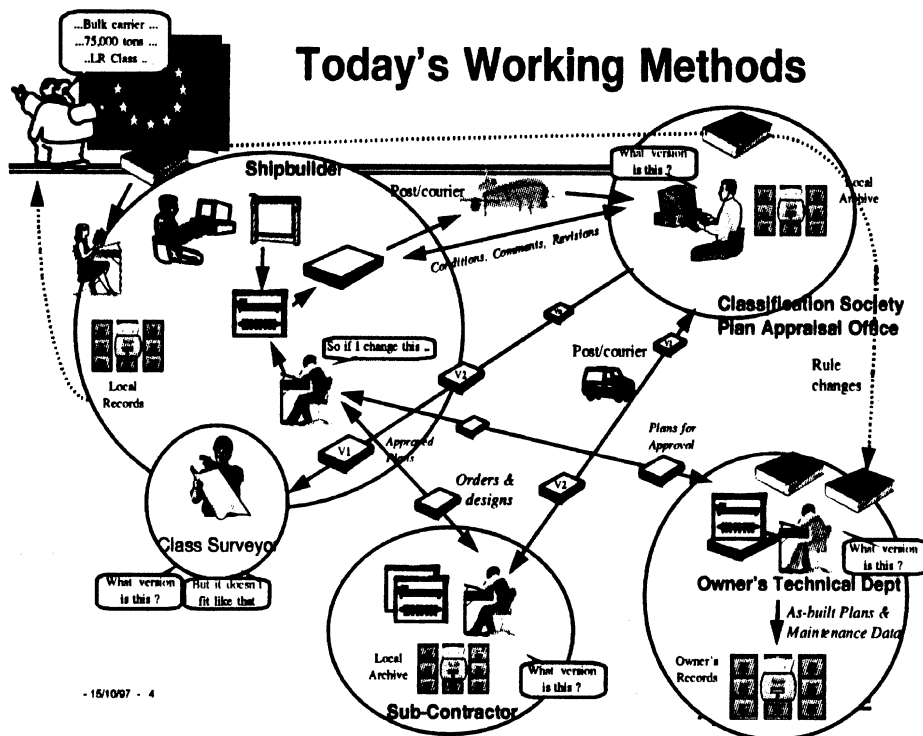 ...Bulk carrier ...
...75,000 tons ...
..LR Class ..
Today's Working Methods
Shipbuilder
Post/courier
What version
is this ?
Local
Archive
Conditions, Comments, Revisions
Classification Society
Plan Appraisal Office
So if I change this ..
Post/courier
V1
V2
Rule
changes
Local
Records
V1
Approved
Plans
Plans for
Approval
Orders &
designs
V2
Class Surveyor
What version
is this ?
But it doesn't
fit like that
What version
is this ?
Owner's Technical Dept
As-built Plans &
Maintenance Data
Local
Archive
What version
is this ?
Owner's
Records
Sub-Contractor
- 15/10/97 - 4